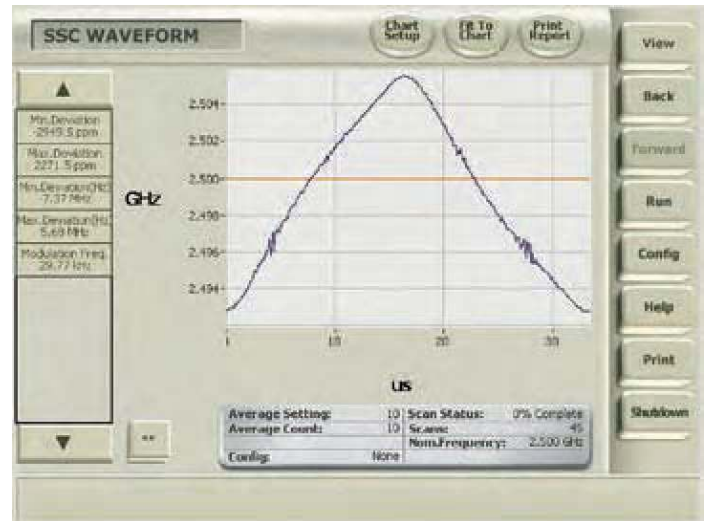 SSC WAVEFORM
Chart Setup
Fit To Chart
Print Report
View
Back
Forward
Run
Config
Help
Print
Shutdown
Min.Deviation
-2949.5 ppm
Max.Deviation
2271.5 ppm
Min.Deviation(Hz)
-7.37 MHz
Max.Deviation(Hz)
5.68 MHz
Modulation Freq.
29.77 kHz
GHz
2.504
2.502
2.500
2.498
2.496
2.494
10
20
30
us
Average Setting: 10
Average Count: 10
Config: None
Scan Status: 0% Complete
Scans: 45
Nom.Frequency: 2.500 GHz